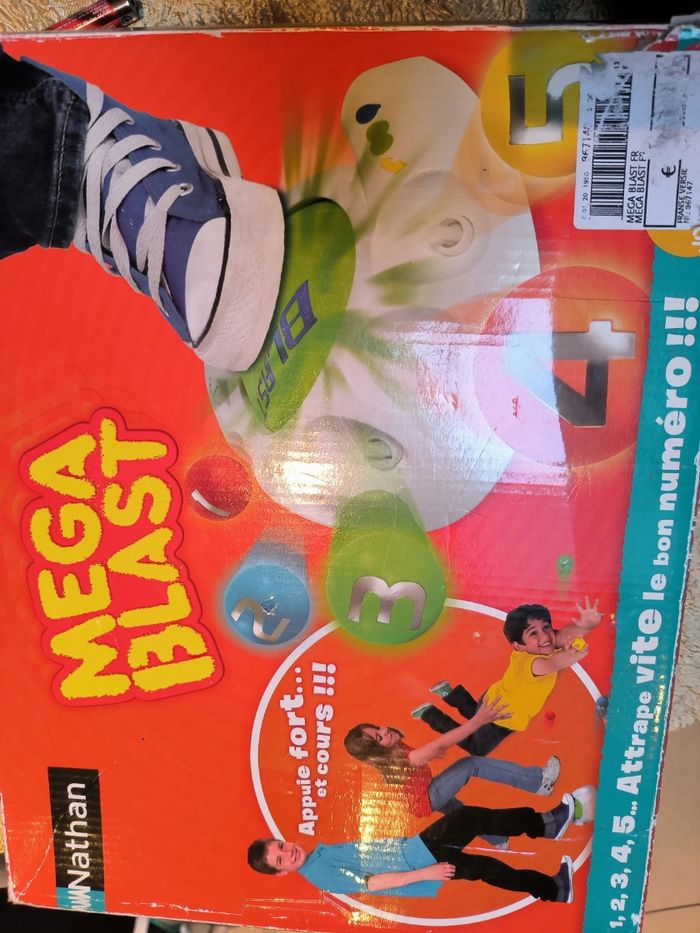 MEGA
BLAST
Nathan
BLAST
1
2
3
4
5
Appuie fort...
et cours !!!
1, 2, 3, 4, 5... Attrape vite le bon numéro !!!
MEGA BLAST FR
MEGA BLAST FR
€